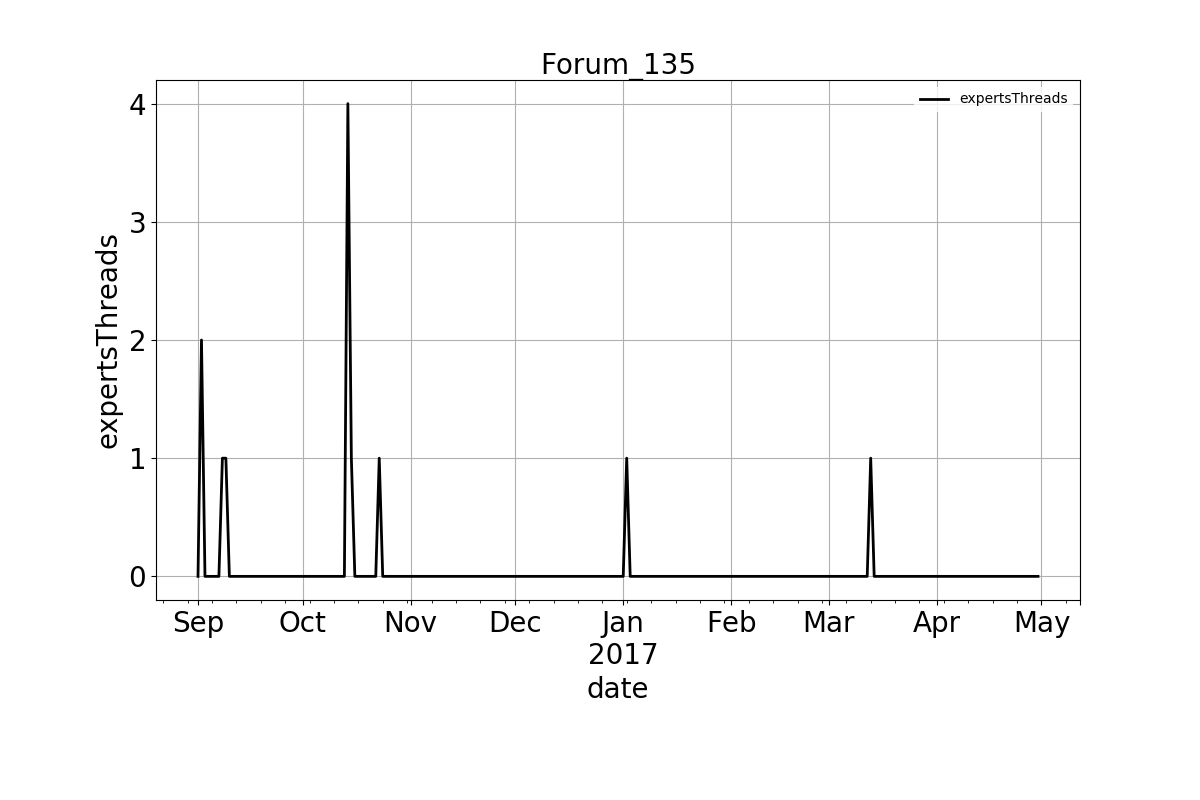 Forum_135
expertsThreads
expertsThreads
4
3
2
1
0
Sep Oct Nov Dec Jan Feb Mar Apr May
2017
date